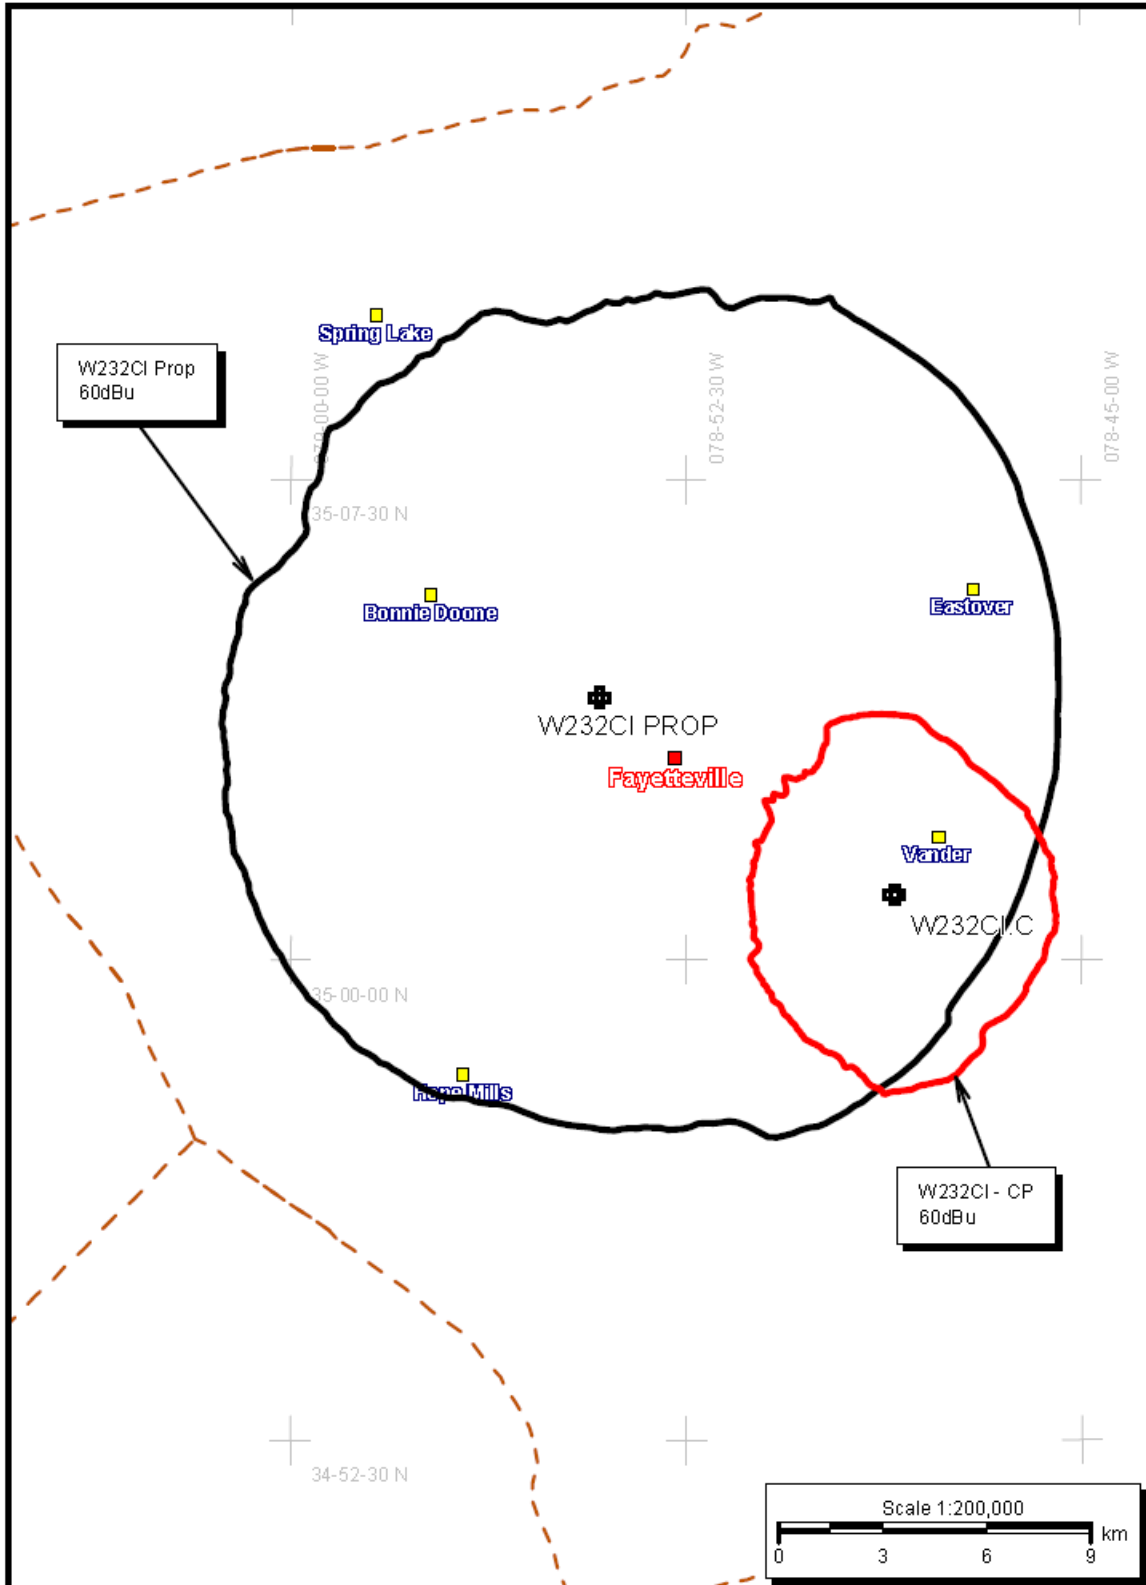 Spring Lake
W232CI Prop
60dBu
079-00-00 W
078-52-30 W
078-45-00 W
35-07-30 N
Bonnie Doone
Eastover
W232CI PROP
Fayetteville
Vander
W232CI.C
35-00-00 N
Hope Mills
W232CI - CP
60dBu
34-52-30 N
Scale 1:200,000
km
0 3 6 9